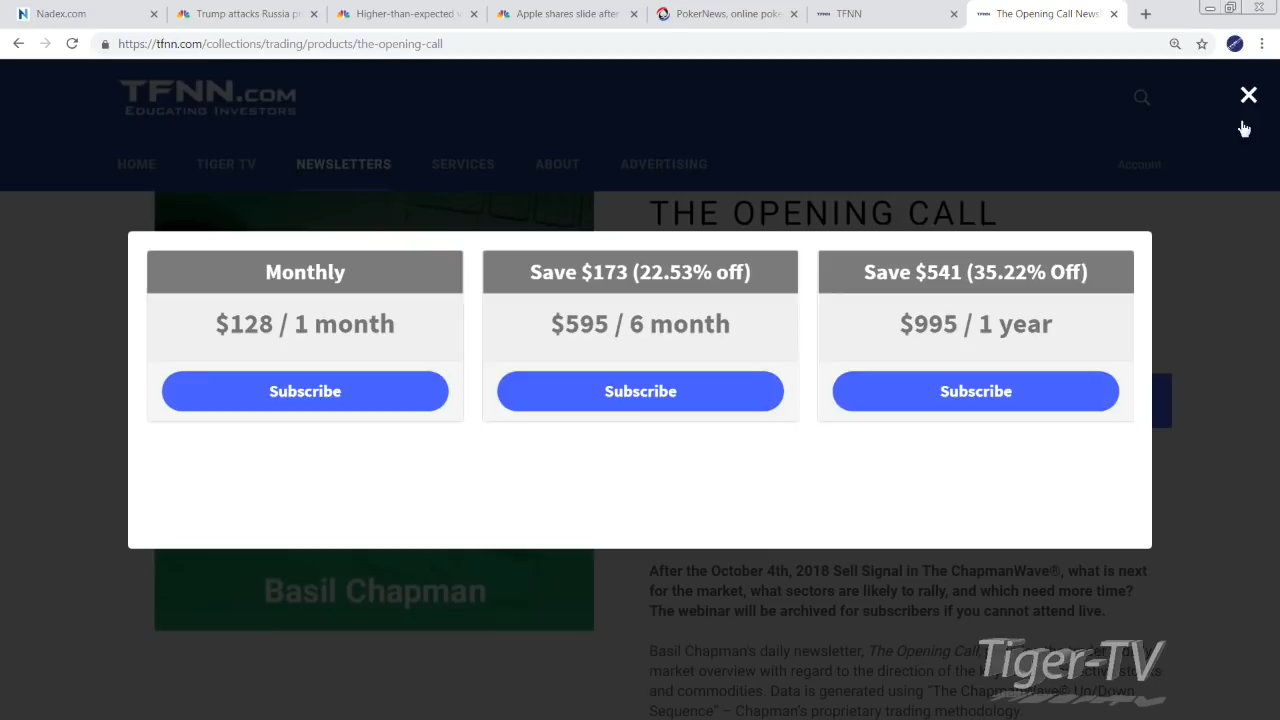 Nadex.com
Trump attacks Russia pr
Higher-than-expected v
Apple shares slide after
PokerNews, online poke
TFNN
The Opening Call News
https://tfnn.com/collections/trading/products/the-opening-call
TFNN.COM
EDUCATING INVESTORS
HOME
TIGER TV
NEWSLETTERS
SERVICES
ABOUT
ADVERTISING
Account
THE OPENING CALL
Monthly
$128 / 1 month
Subscribe
Save $173 (22.53% off)
$595 / 6 month
Subscribe
Save $541 (35.22% Off)
$995 / 1 year
Subscribe
Basil Chapman
After the October 4th, 2018 Sell Signal in The ChapmanWave®, what is next
for the market, what sectors are likely to rally, and which need more time?
The webinar will be archived for subscribers if you cannot attend live.
Basil Chapman's daily newsletter, The Opening Call,
market overview with regard to the direction of the
and commodities. Data is generated using "The ChapmanWave® Up/Down
Sequence" – Chapman's proprietary trading methodology.
Tiger-TV